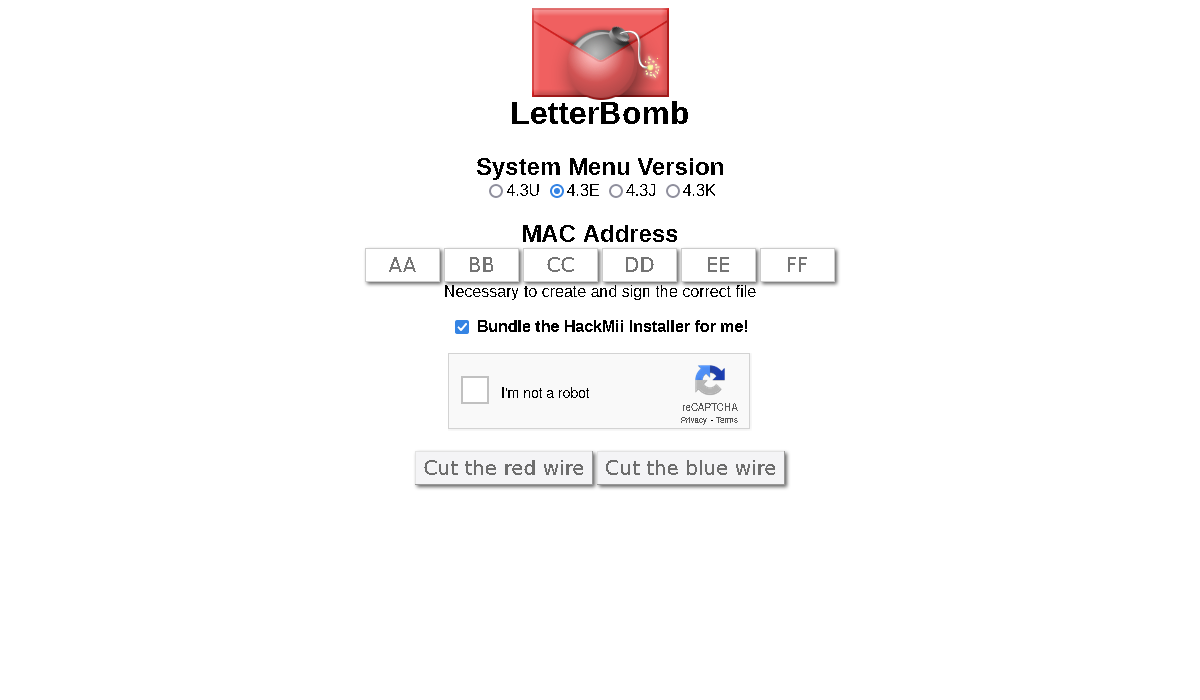 LetterBomb
System Menu Version
4.3U 4.3E 4.3J 4.3K
MAC Address
AA BB CC DD EE FF
Necessary to create and sign the correct file
Bundle the HackMii Installer for me!
I'm not a robot
reCAPTCHA
Privacy - Terms
Cut the red wire Cut the blue wire